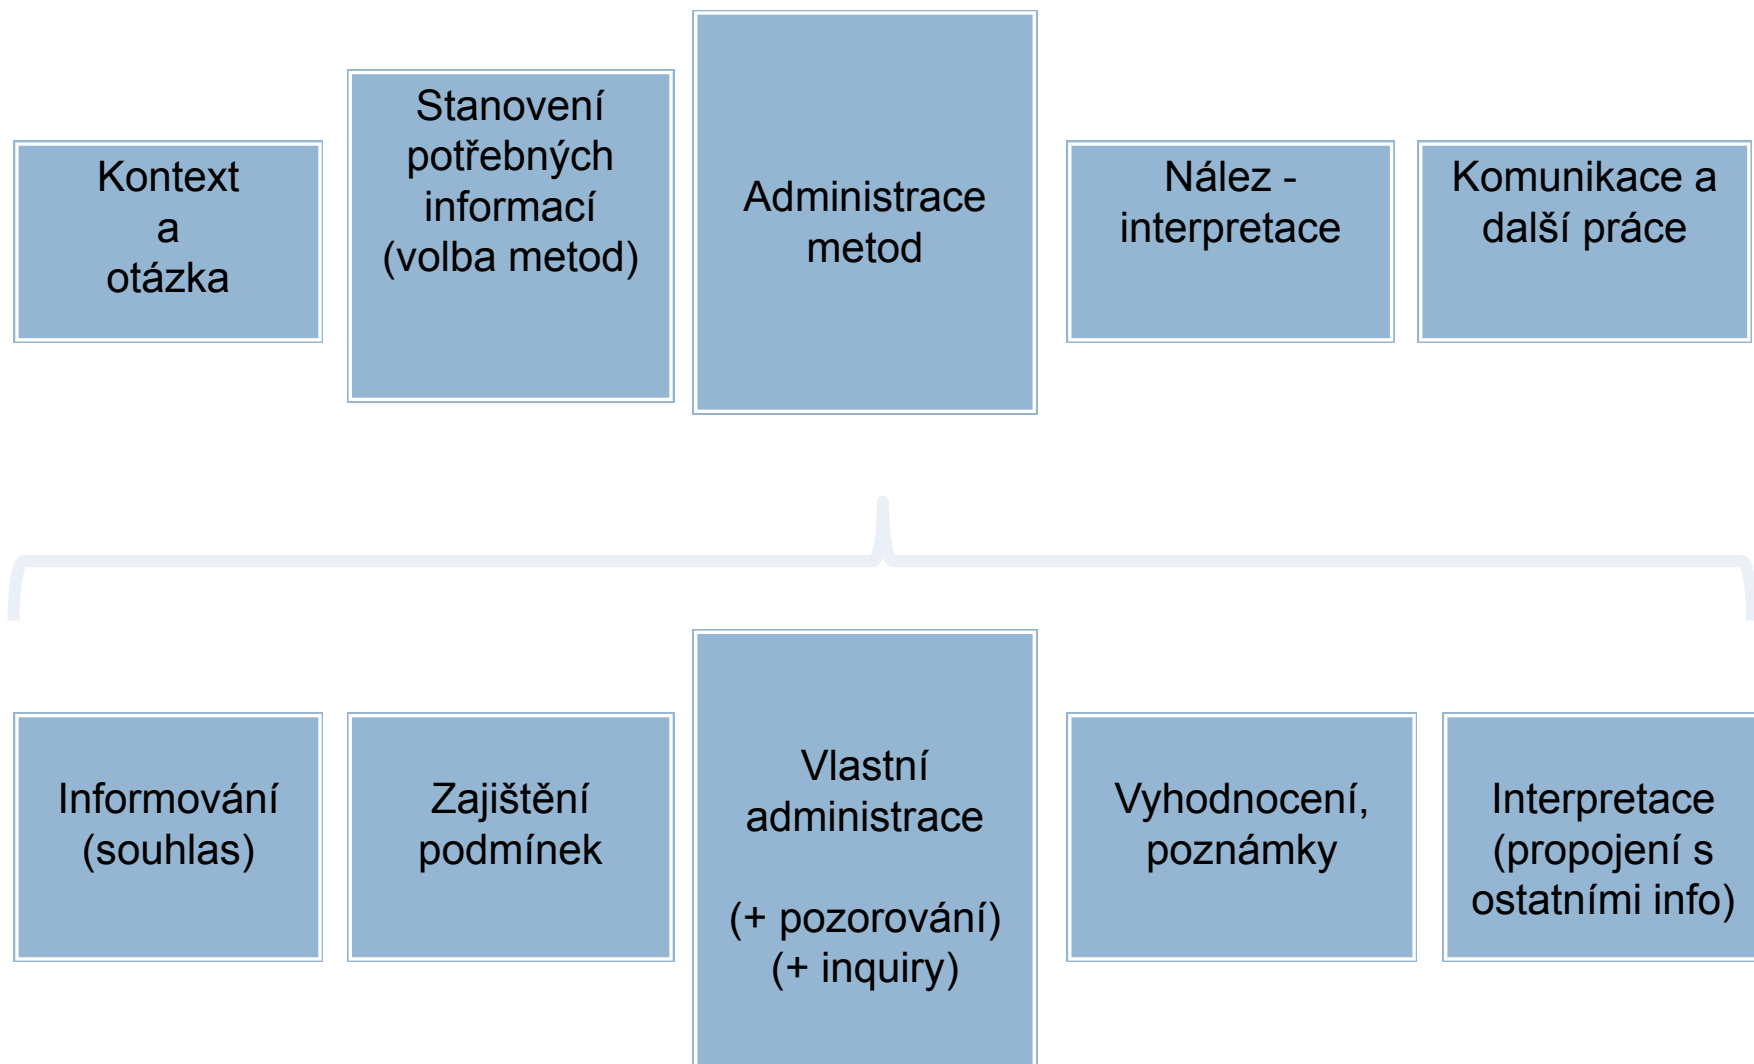 Kontext
a
otázka
Stanovení
potřebných
informací
(volba metod)
Administrace
metod
Nález -
interpretace
Komunikace a
další práce
Informování
(souhlas)
Zajištění
podmínek
Vlastní
administrace
(+ pozorování)
(+ inquiry)
Vyhodnocení,
poznámky
Interpretace
(propojení s
ostatními info)